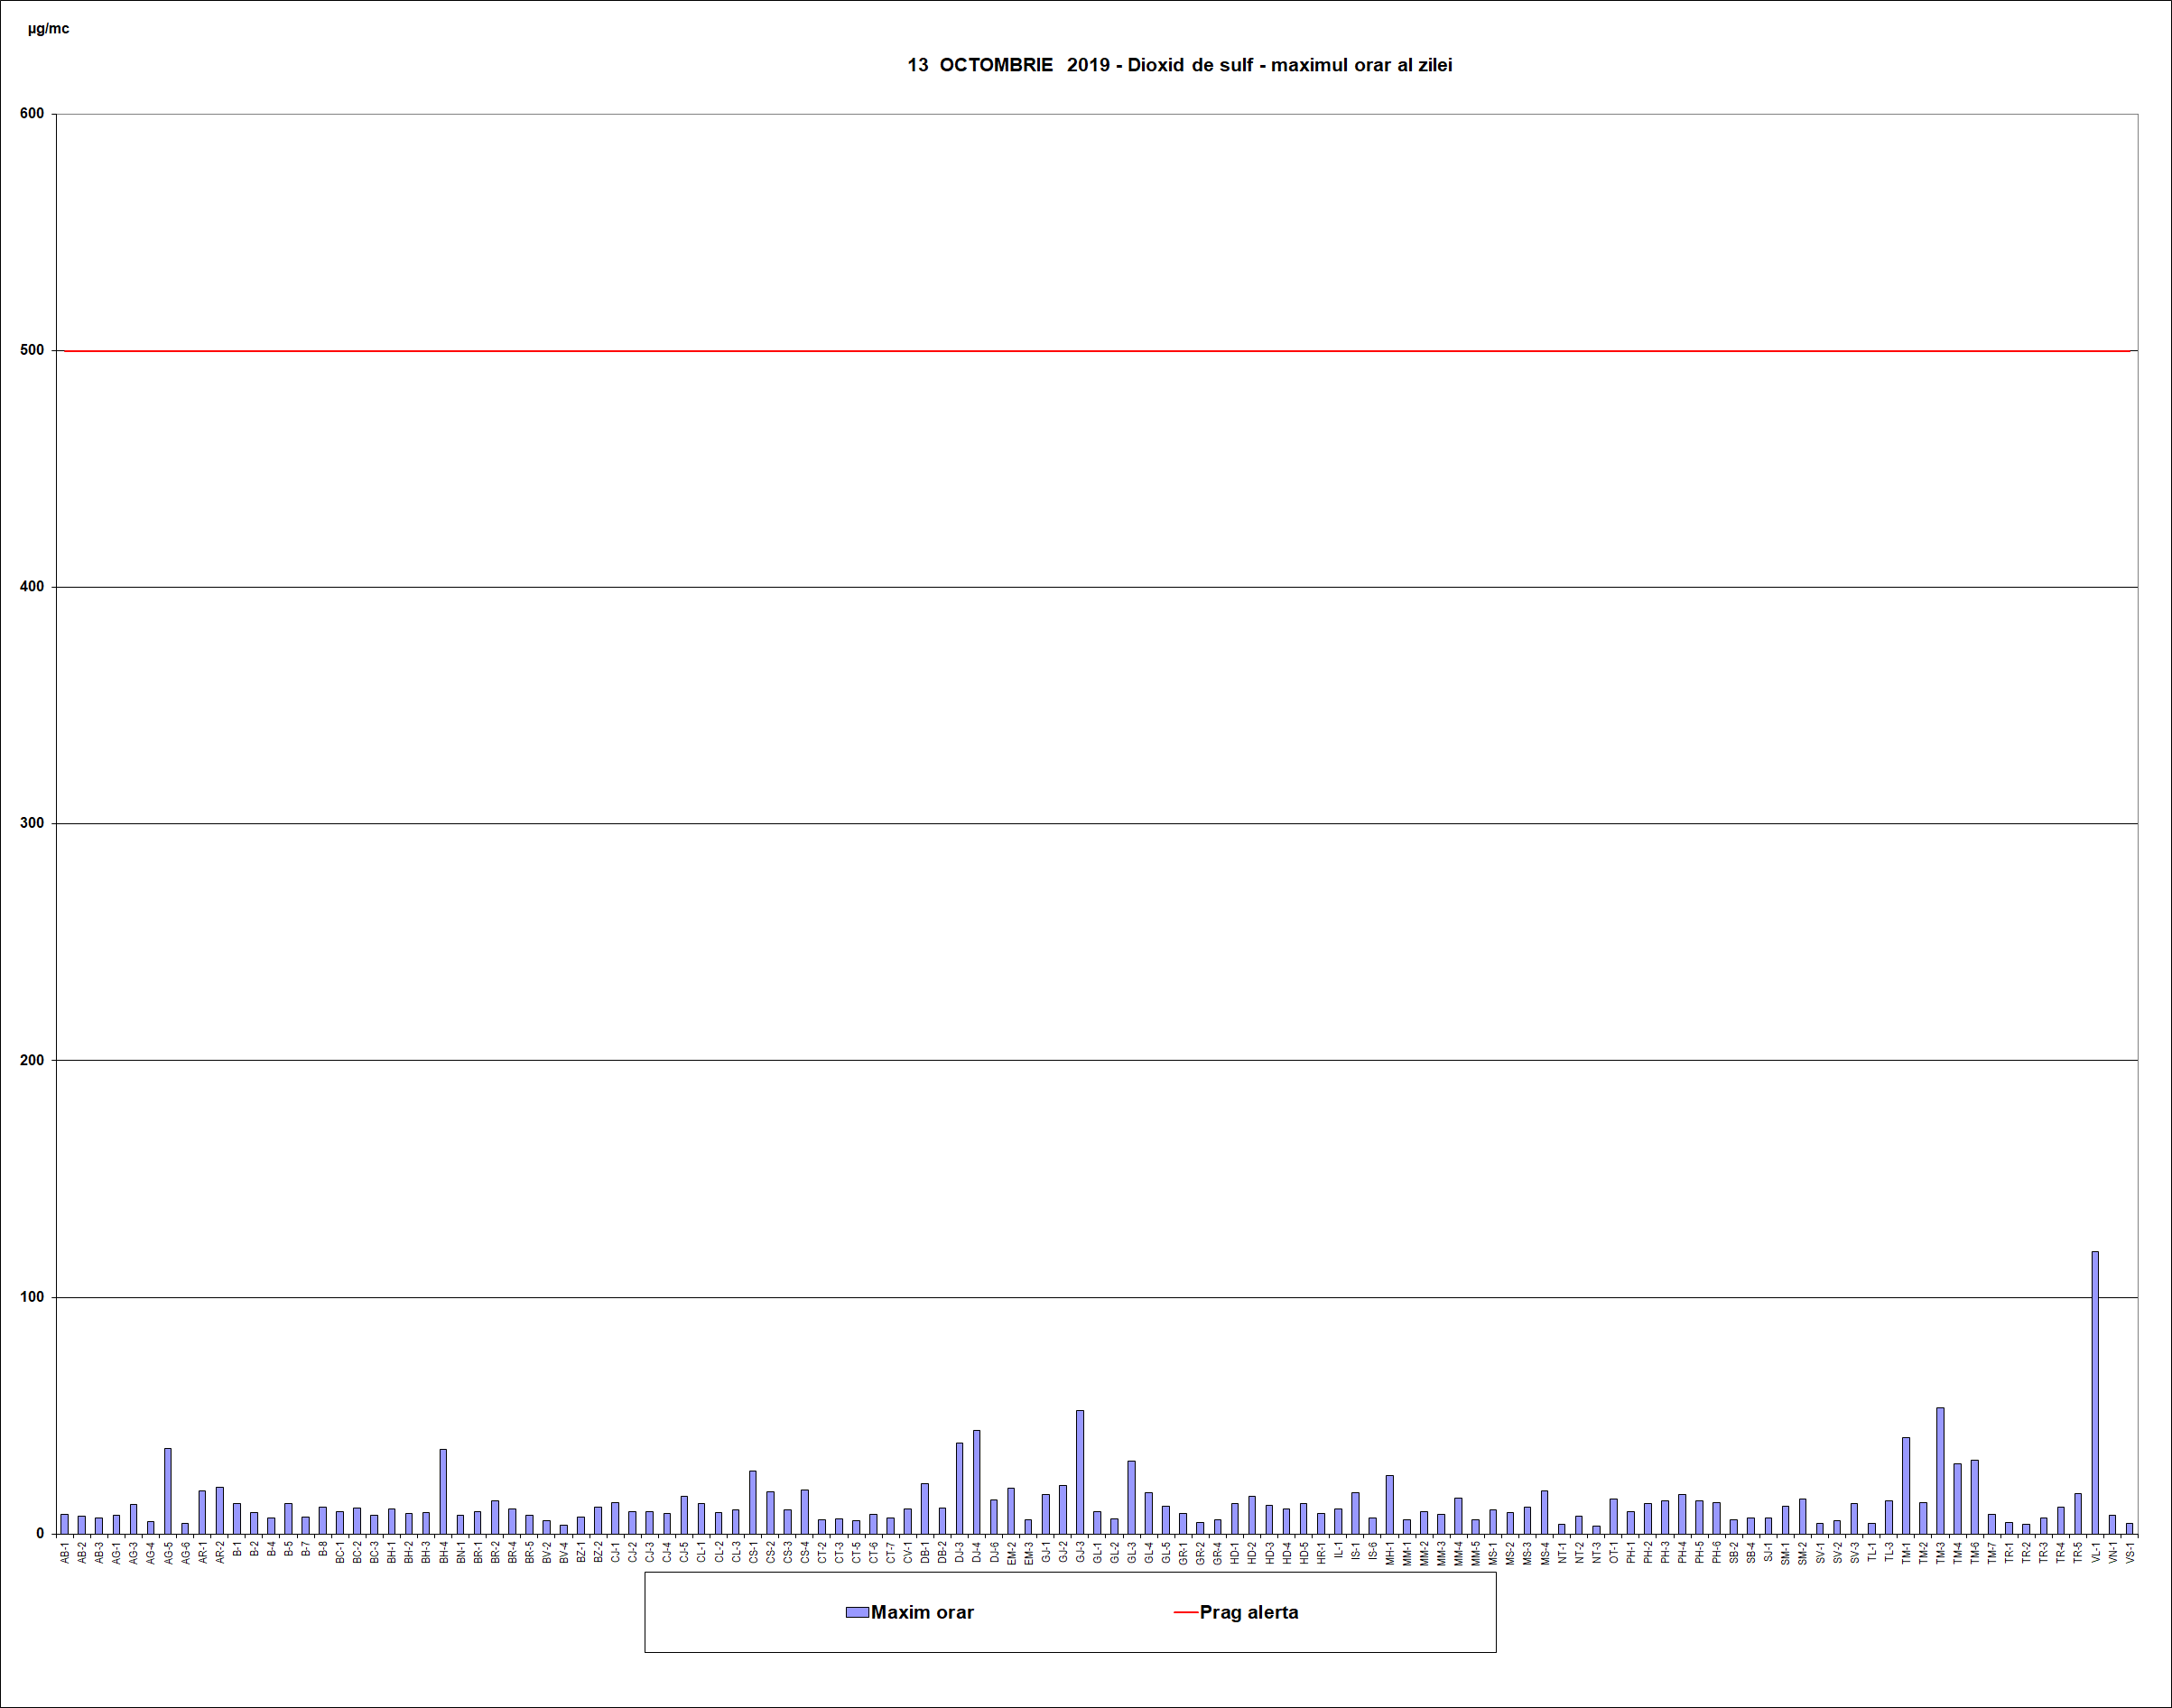 µg/mc
13 OCTOMBRIE 2019 - Dioxid de sulf - maximul orar al zilei
600
500
400
300
200
100
0
AB-1 AB-2 AB-3 AG-1 AG-3 AG-4 AG-5 AG-6 AR-1 AR-2 B-1 B-2 B-4 B-5 B-7 B-8 BC-1 BC-2 BC-3 BH-1 BH-2 BH-3 BH-4 BN-1 BR-1 BR-2 BR-4 BR-5 BV-2 BV-4 BZ-1 BZ-2 CJ-1 CJ-2 CJ-3 CJ-4 CJ-5 CL-1 CL-2 CL-3 CS-1 CS-2 CS-3 CS-4 CT-2 CT-3 CT-5 CT-6 CT-7 CV-1 DB-1 DB-2 DJ-3 DJ-4 DJ-6 EM-2 EM-3 GJ-1 GJ-2 GJ-3 GL-1 GL-2 GL-3 GL-4 GL-5 GR-1 GR-2 GR-4 HD-1 HD-2 HD-3 HD-4 HD-5 HR-1 IL-1 IS-1 IS-6 MH-1 MM-1 MM-2 MM-3 MM-4 MM-5 MS-1 MS-2 MS-3 MS-4 NT-1 NT-2 NT-3 OT-1 PH-1 PH-2 PH-3 PH-4 PH-5 PH-6 SB-2 SB-4 SJ-1 SM-1 SM-2 SV-1 SV-2 SV-3 TL-1 TL-3 TM-1 TM-2 TM-3 TM-4 TM-6 TM-7 TR-1 TR-2 TR-3 TR-4 TR-5 VL-1 VN-1 VS-1
Maxim orar Prag alerta